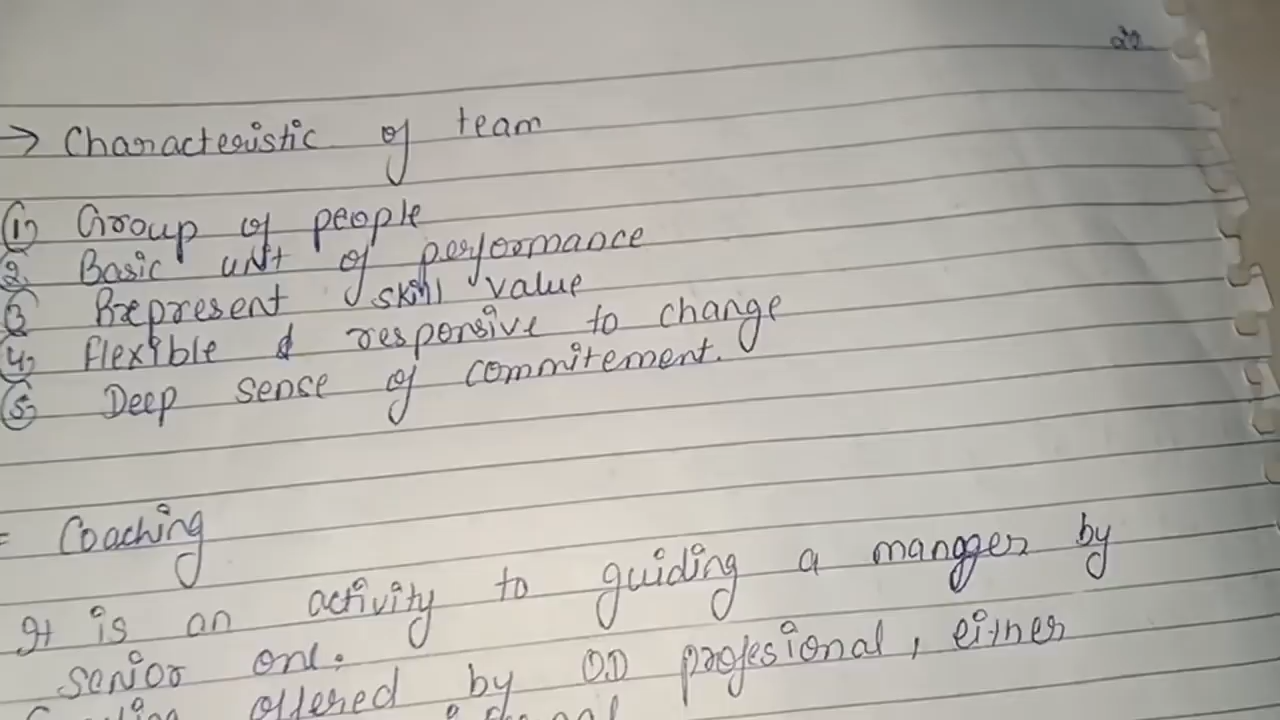 → Characteristic of team
① Group of people
2. Basic unit of performance
③ Represent skill value
④ flexible & responsive to change
⑤ Deep sense of commitement.
= Coaching
It is an activity to guiding a manager by
senior one.
offered by OD profesional, either